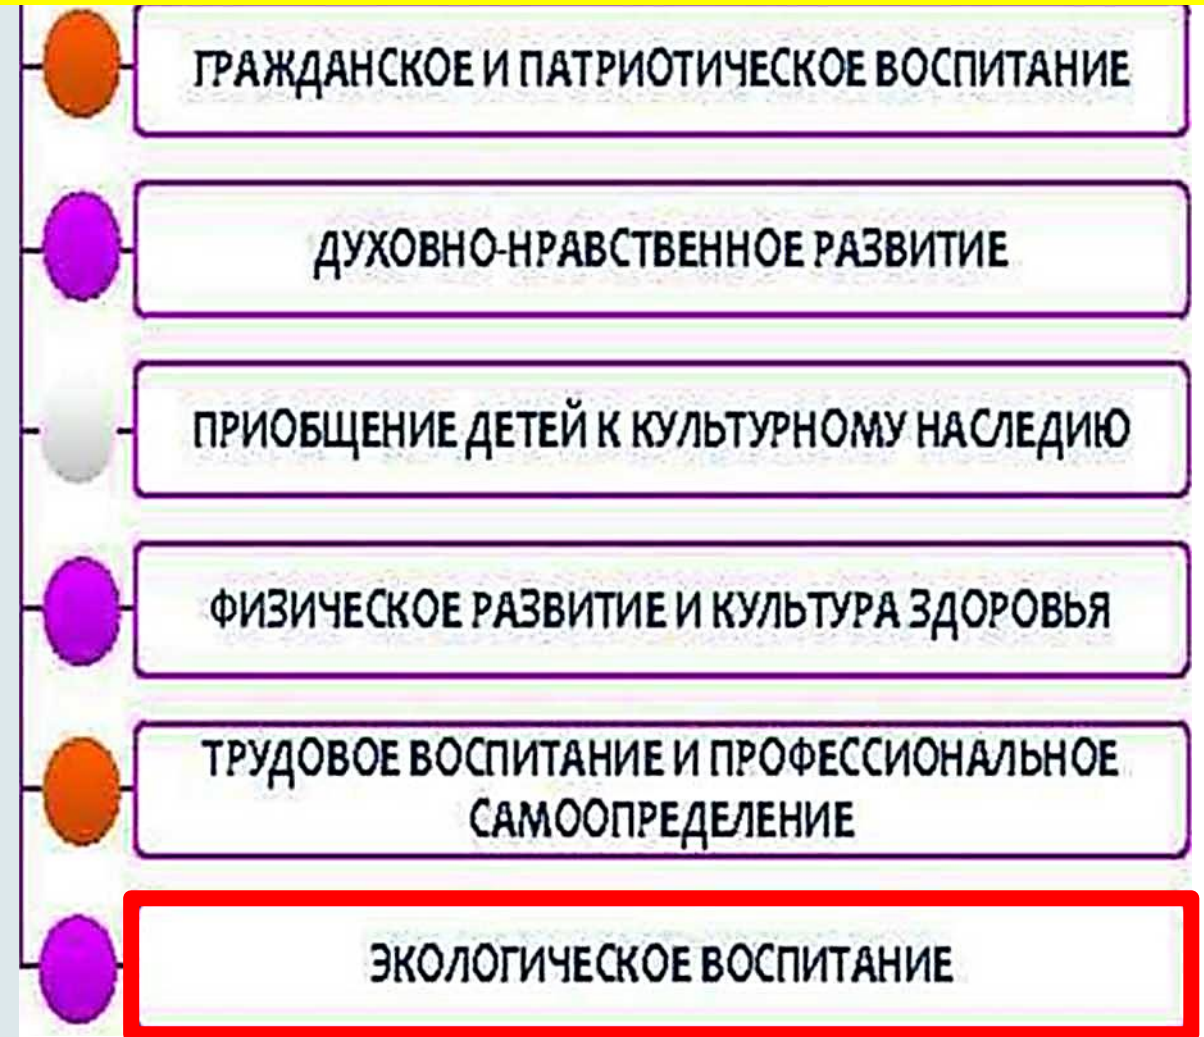 ГРАЖДАНСКОЕ И ПАТРИОТИЧЕСКОЕ ВОСПИТАНИЕ
ДУХОВНО-НРАВСТВЕННОЕ РАЗВИТИЕ
ПРИОБЩЕНИЕ ДЕТЕЙ К КУЛЬТУРНОМУ НАСЛЕДИЮ
ФИЗИЧЕСКОЕ РАЗВИТИЕ И КУЛЬТУРА ЗДОРОВЬЯ
ТРУДОВОЕ ВОСПИТАНИЕ И ПРОФЕССИОНАЛЬНОЕ
САМООПРЕДЕЛЕНИЕ
ЭКОЛОГИЧЕСКОЕ ВОСПИТАНИЕ